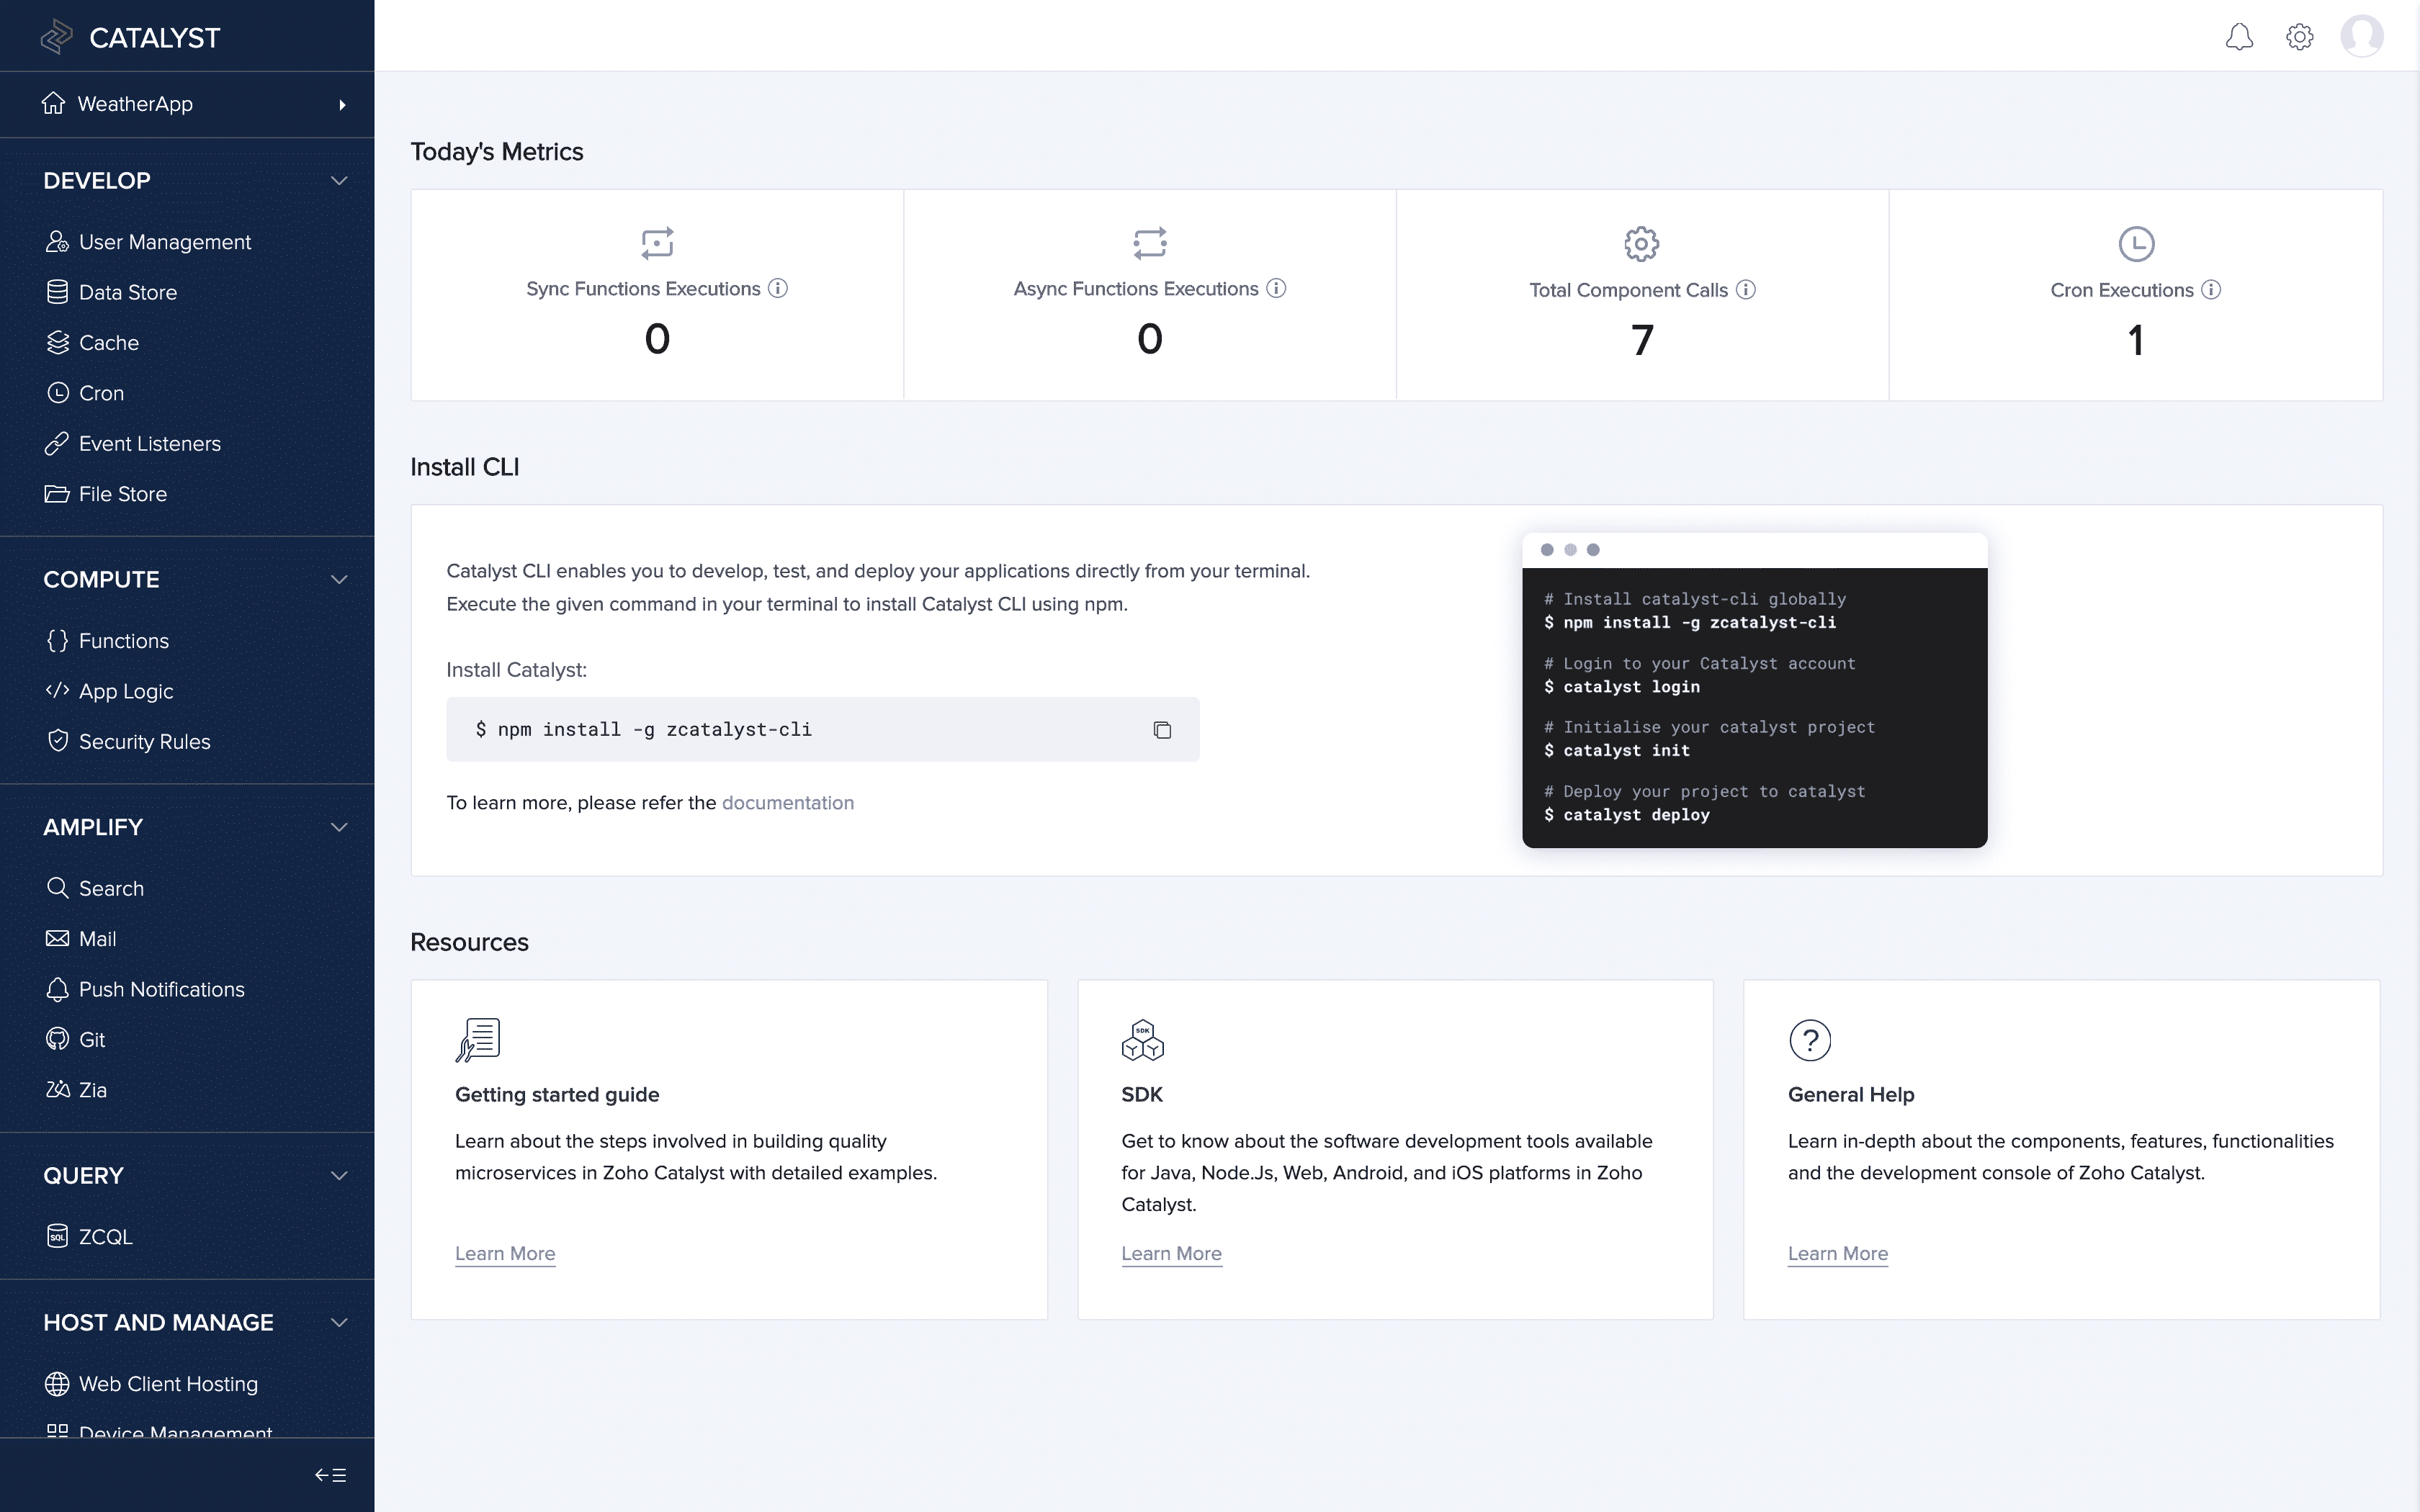 CATALYST
WeatherApp
DEVELOP
User Management
Data Store
Cache
Cron
Event Listeners
File Store
COMPUTE
Functions
App Logic
Security Rules
AMPLIFY
Search
Mail
Push Notifications
Git
Zia
QUERY
SQL
ZCQL
HOST AND MANAGE
Web Client Hosting
Device Management
Today's Metrics
Sync Functions Executions
0
Async Functions Executions
0
Total Component Calls
7
Cron Executions
1
Install CLI
Catalyst CLI enables you to develop, test, and deploy your applications directly from your terminal.
Execute the given command in your terminal to install Catalyst CLI using npm.
Install Catalyst:
$ npm install -g zcatalyst-cli
To learn more, please refer the documentation
# Install catalyst-cli globally
$ npm install -g zcatalyst-cli
# Login to your Catalyst account
$ catalyst login
# Initialise your catalyst project
$ catalyst init
# Deploy your project to catalyst
$ catalyst deploy
Resources
Getting started guide
Learn about the steps involved in building quality
microservices in Zoho Catalyst with detailed examples.
Learn More
SDK
SDK
Get to know about the software development tools available
for Java, Node.Js, Web, Android, and iOS platforms in Zoho
Catalyst.
Learn More
?
General Help
Learn in-depth about the components, features, functionalities
and the development console of Zoho Catalyst.
Learn More